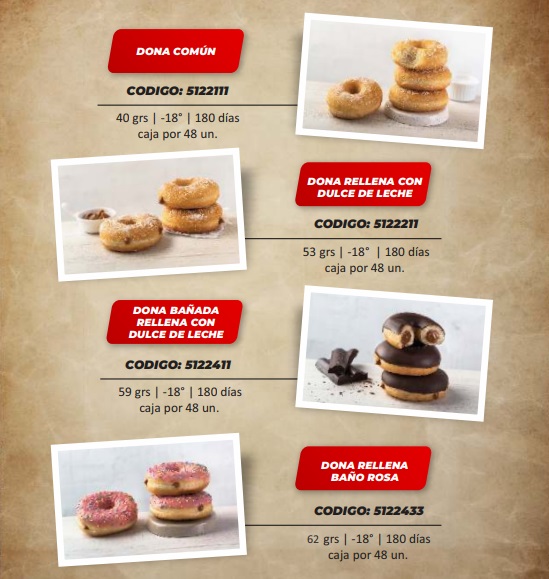 DONA COMÚN
CODIGO: 5122111
40 grs | -18° | 180 días
caja por 48 un.
DONA RELLENA CON
DULCE DE LECHE
CODIGO: 5122211
53 grs | -18° | 180 días
caja por 48 un.
DONA BAÑADA
RELLENA CON
DULCE DE LECHE
CODIGO: 5122411
59 grs | -18° | 180 días
caja por 48 un.
DONA RELLENA
BAÑO ROSA
CODIGO: 5122433
62 grs | -18° | 180 días
caja por 48 un.